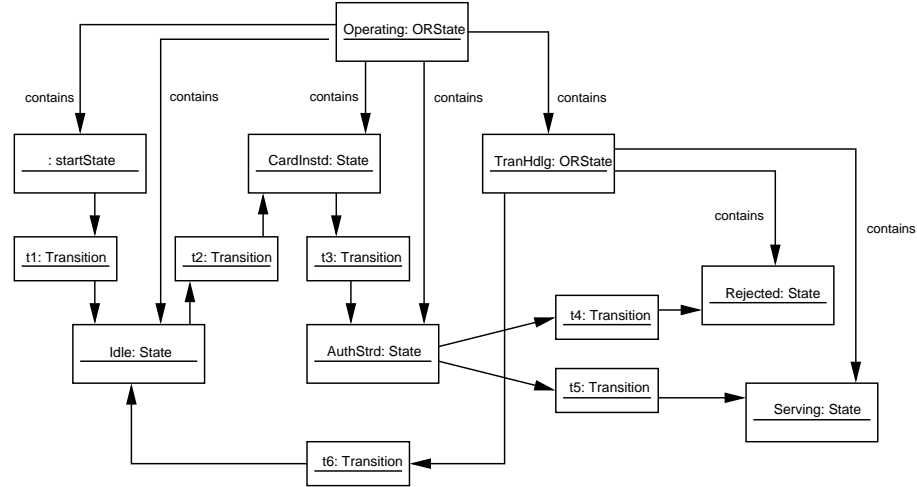 Operating: ORState
contains
contains
contains
contains
contains
: startState
CardInstd: State
TranHdlg: ORState
contains
contains
t1: Transition
t2: Transition
t3: Transition
Rejected: State
t4: Transition
Idle: State
AuthStrd: State
t5: Transition
Serving: State
t6: Transition